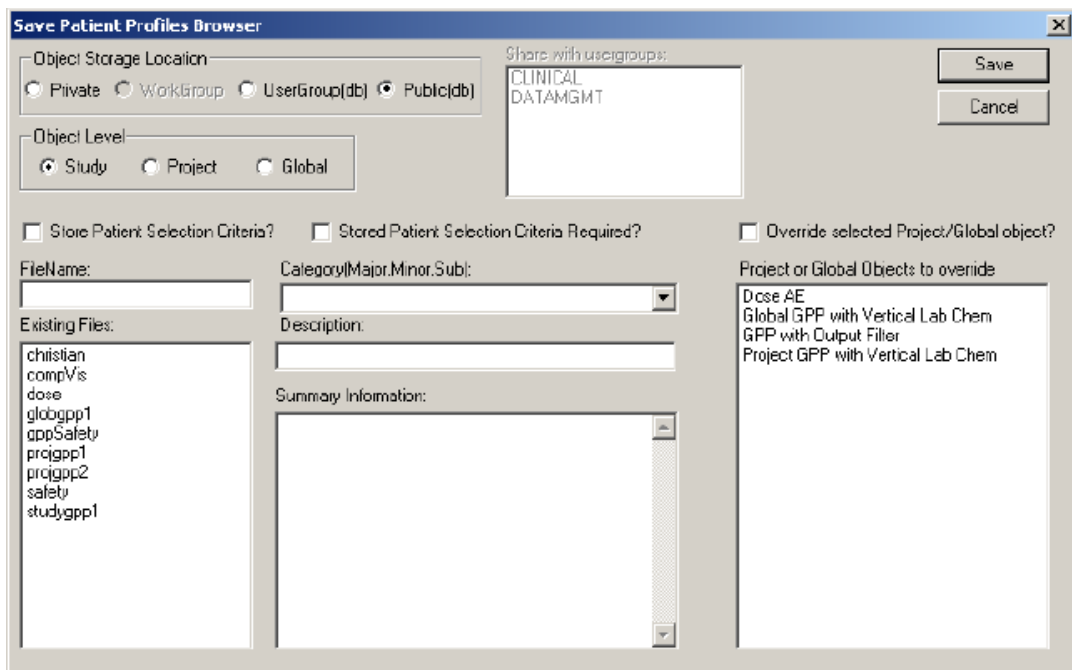 Save Patient Profiles Browser
Object Storage Location
Private WorkGroup UserGroup(db) Public(db)
Share with usergroups:
CLINICAL
DATAMGMT
Save
Cancel
Object Level
Study Project Global
Store Patient Selection Criteria? Stored Patient Selection Criteria Required? Override selected Project/Global object?
FileName:
Category(Major.Minor.Sub):
Project or Global Objects to override
Dose AE
Global GPP with Vertical Lab Chem
GPP with Output Filter
Project GPP with Vertical Lab Chem
Existing Files:
christian
compVis
dose
globgpp1
gppSafety
projgpp1
projgpp2
safety
studygpp1
Description:
Summary Information: